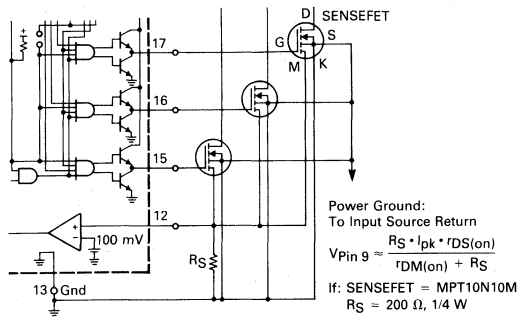 D SENSEFET
17
G
S
M
K
16
15
12
+
-
100 mV
RS
13 Gnd
Power Ground:
To Input Source Return
VPin 9 ≈ RS • Ipk • rDS(on)
rDM(on) + RS
If: SENSEFET = MPT10N10M
RS = 200 Ω, 1/4 W